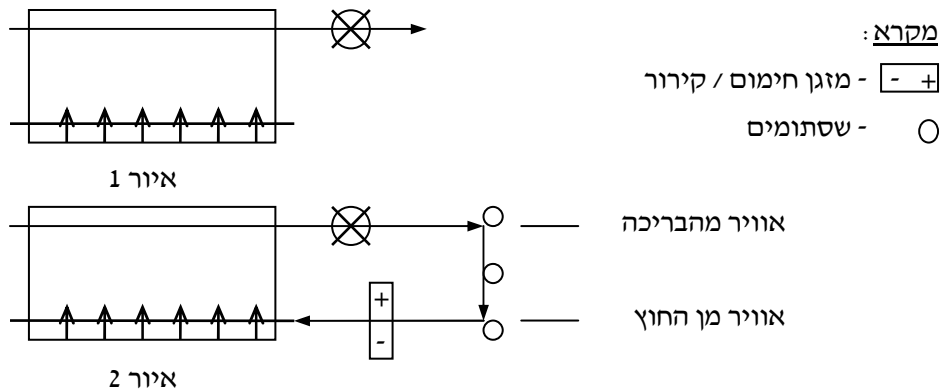 מקרא:
- + - מזגן חימום / קירור
- שסתומים
איור 1
אוויר מהבריכה
+
-
אוויר מן החוץ
איור 2